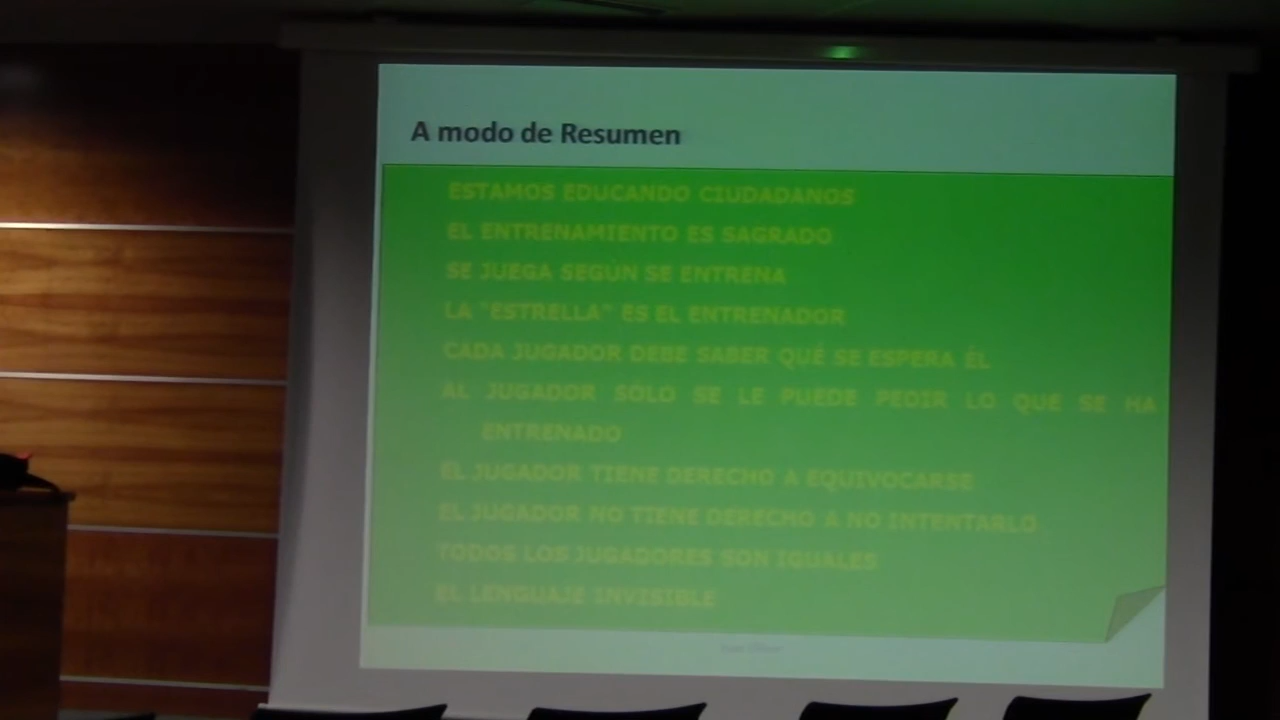 A modo de Resumen
ESTAMOS EDUCANDO CIUDADANOS
EL ENTRENAMIENTO ES SAGRADO
SE JUEGA SEGUN SE ENTRENA
LA "ESTRELLA" ES EL ENTRENADOR
CADA JUGADOR DEBE SABER QUÉ SE ESPERA ÉL
AL JUGADOR SOLO SE LE PUEDE PEDIR LO QUE SE HA
ENTRENADO
EL JUGADOR TIENE DERECHO A EQUIVOCARSE
EL JUGADOR NO TIENE DERECHO A NO INTENTARLO
TODOS LOS JUGADORES SON IGUALES
EL LENGUAJE INVISIBLE